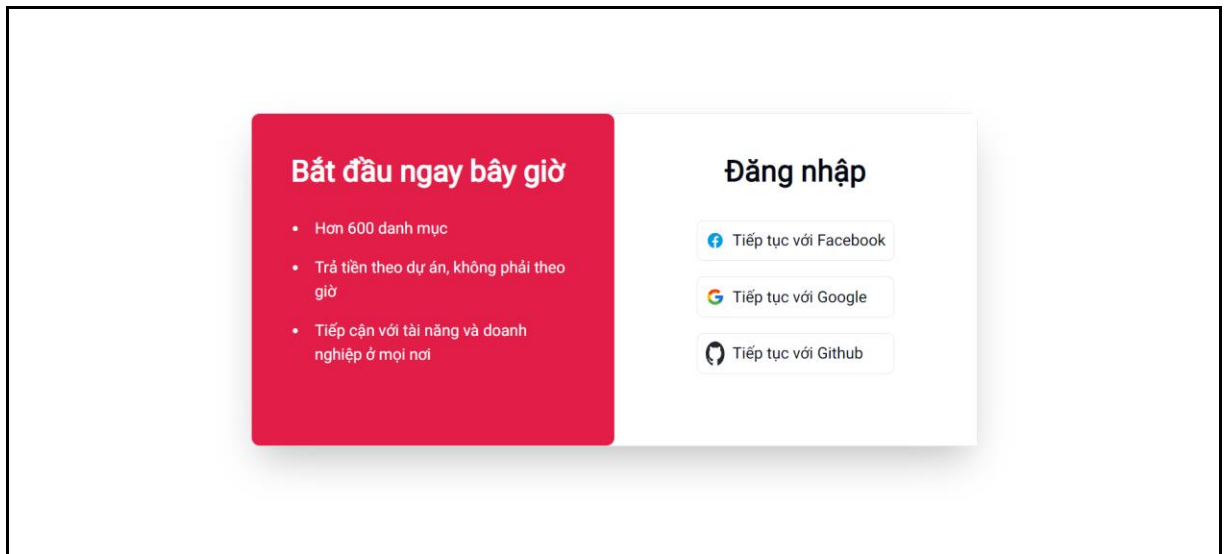 Bắt đầu ngay bây giờ
Hơn 600 danh mục
Trả tiền theo dự án, không phải theo
giờ
Tiếp cận với tài năng và doanh
nghiệp ở mọi nơi
Đăng nhập
Tiếp tục với Facebook
Tiếp tục với Google
Tiếp tục với Github